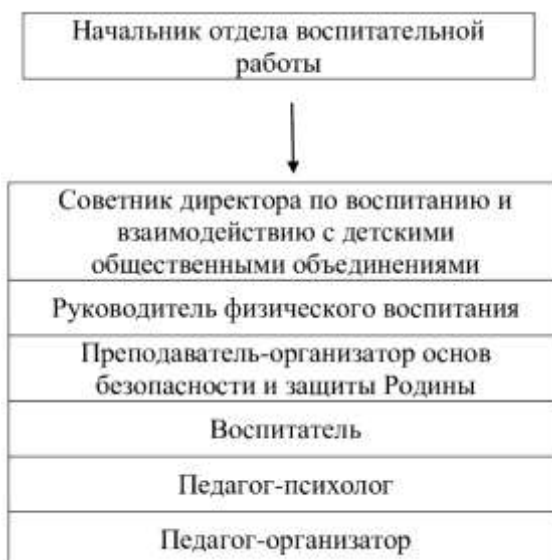 Начальник отдела воспитательной
работы
Советник директора по воспитанию и
взаимодействию с детскими
общественными объединениями
Руководитель физического воспитания
Преподаватель-организатор основ
безопасности и защиты Родины
Воспитатель
Педагог-психолог
Педагог-организатор